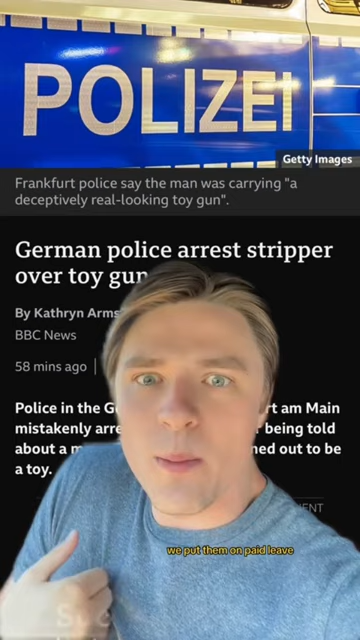 POLIZEI
Getty Images
Frankfurt police say the man was carrying "a
deceptively real-looking toy gun".
German police arrest stripper
over toy gun
By Kathryn Arms
BBC News
58 mins ago
Police in the G rt am Main
mistakenly arre being told
about a m ned out to be
a toy.
ENT
we put them on paid leave